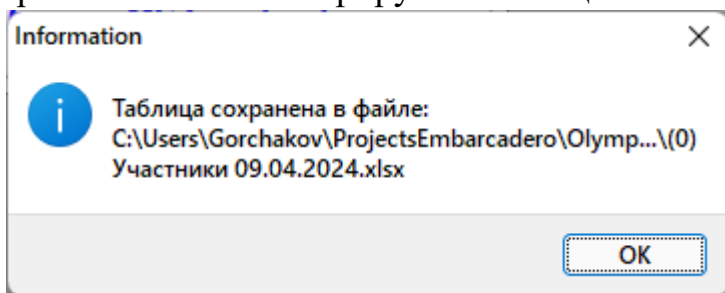 Information
Таблица сохранена в файле:
C:\Users\Gorchakov\ProjectsEmbarcadero\Olymp...\(0)
Участники 09.04.2024.xlsx
OK